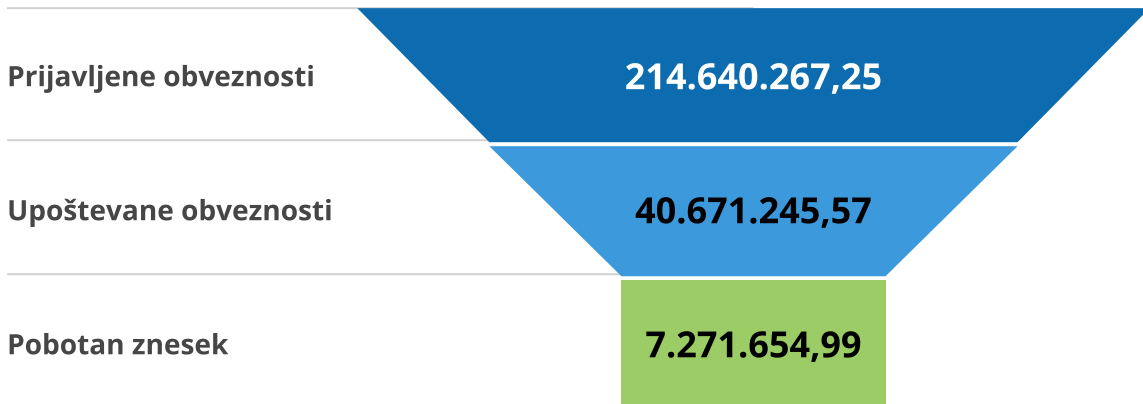 Prijavljene obveznosti 214.640.267,25
Upoštevane obveznosti 40.671.245,57
Pobotan znesek 7.271.654,99